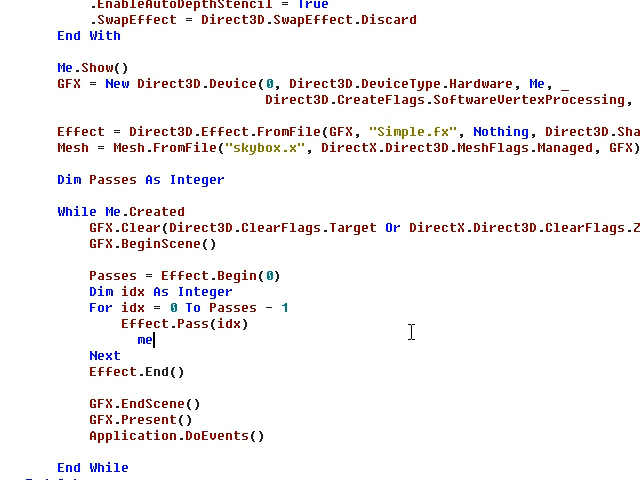 .EnableAutoDepthStencil = True
.SwapEffect = Direct3D.SwapEffect.Discard
End With
Me.Show()
GFX = New Direct3D.Device(0, Direct3D.DeviceType.Hardware, Me, _
Direct3D.CreateFlags.SoftwareVertexProcessing,
Effect = Direct3D.Effect.FromFile(GFX, "Simple.fx", Nothing, Direct3D.Sha
Mesh = Mesh.FromFile("skybox.x", DirectX.Direct3D.MeshFlags.Managed, GFX)
Dim Passes As Integer
While Me.Created
GFX.Clear(Direct3D.ClearFlags.Target Or DirectX.Direct3D.ClearFlags.Z
GFX.BeginScene()
Passes = Effect.Begin(0)
Dim idx As Integer
For idx = 0 To Passes - 1
Effect.Pass(idx)
me
Next
Effect.End()
GFX.EndScene()
GFX.Present()
Application.DoEvents()
End While